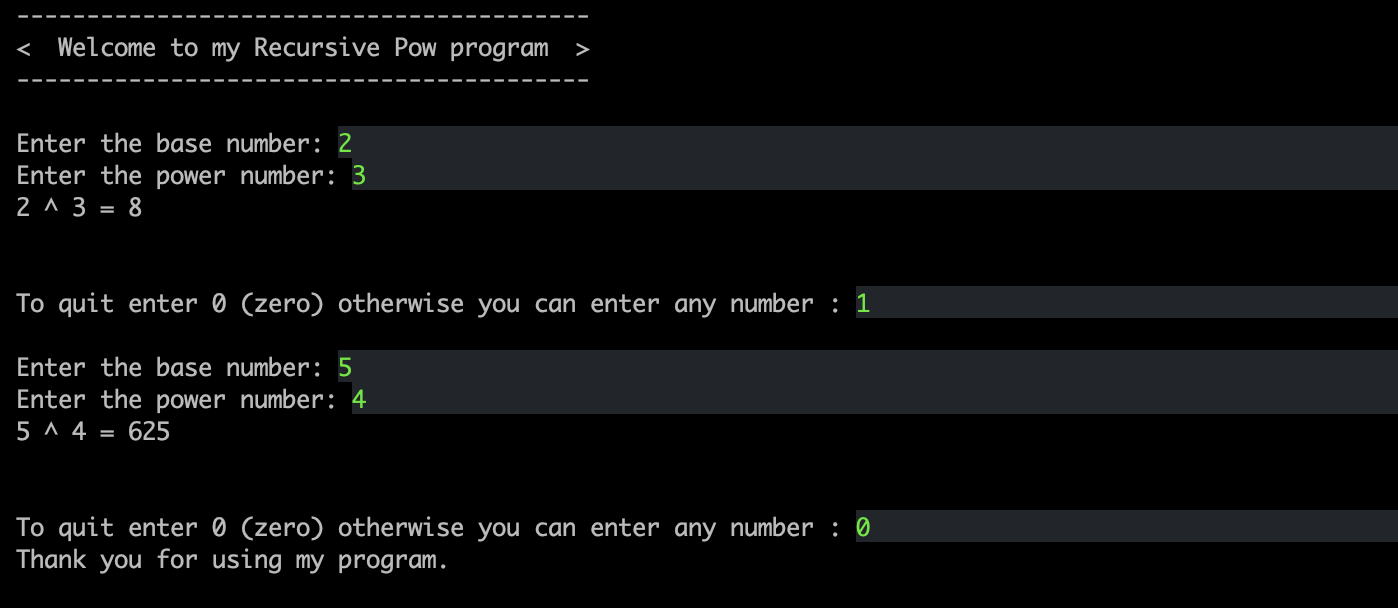 -----------------------------------------
<  Welcome to my Recursive Pow program  >
-----------------------------------------
Enter the base number: 2
Enter the power number: 3
2 ^ 3 = 8
To quit enter 0 (zero) otherwise you can enter any number : 1
Enter the base number: 5
Enter the power number: 4
5 ^ 4 = 625
To quit enter 0 (zero) otherwise you can enter any number : 0
Thank you for using my program.